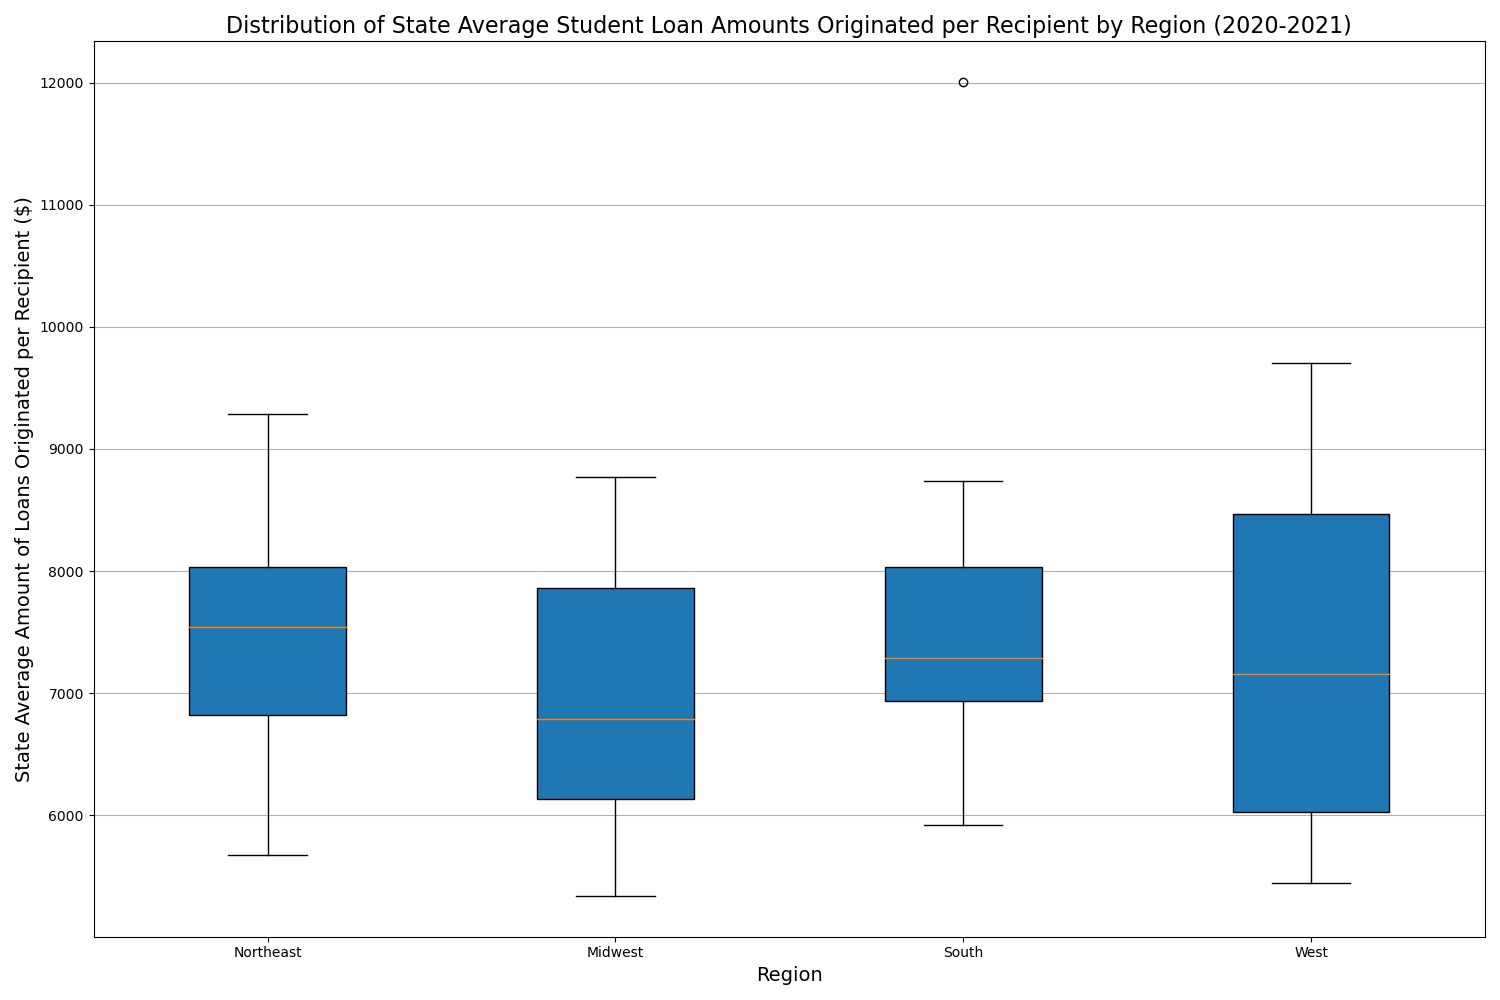 Distribution of State Average Student Loan Amounts Originated per Recipient by Region (2020-2021)
State Average Amount of Loans Originated per Recipient ($)
12000
11000
10000
9000
8000
7000
6000
Northeast
Midwest
South
West
Region